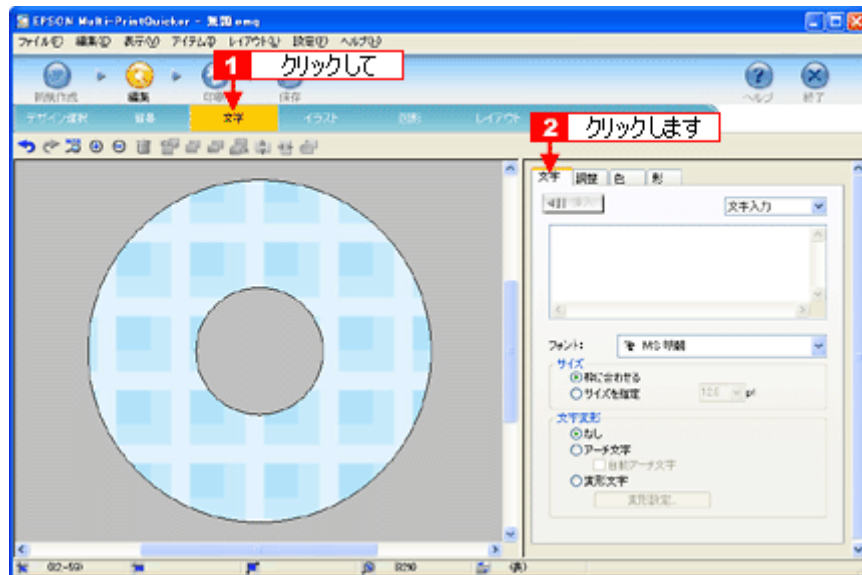 EPSON Multi-PrintQuicker - 無題.emq
ファイル(F) 編集(E) 表示(V) アイテム(I) レイアウト(L) 設定(T) ヘルプ(H)
1 クリックして
新規作成 編集 保存 ヘルプ 終了
デザイン選択 背景 文字 イラスト 図形 レイアウト
2 クリックします
文字 調整 色 形
文字入力
フォント: MS 明朝
サイズ
枠に合わせる
サイズを指定 12.0 pt
文字変形
なし
アーチ文字
自動アーチ文字
変形文字
変形設定...